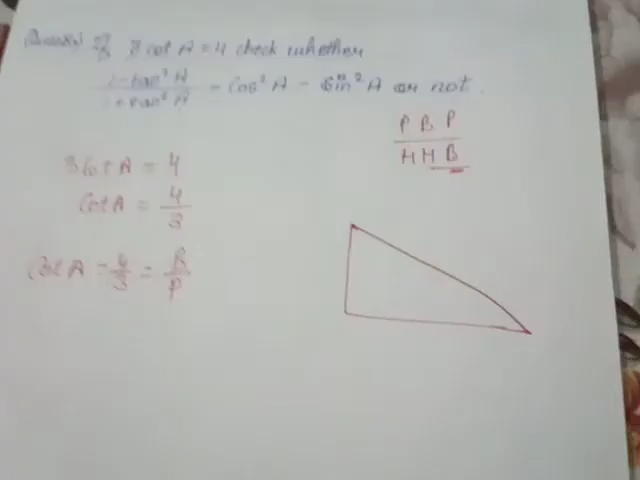 Question) If 3 cot A = 4 check whether
1 - tan² A / 1 + tan² A = Cos² A - Sin² A or not.
P B P
H H B
3 Cot A = 4
Cot A = 4/3
Cot A = 4/3 = B/P